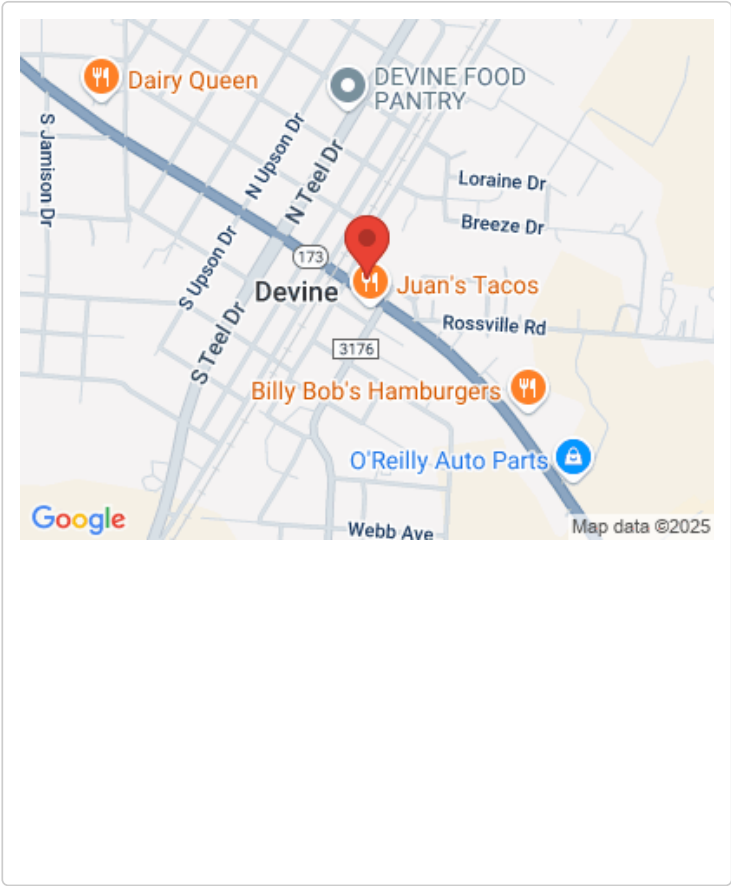 Dairy Queen
DEVINE FOOD
PANTRY
S Jamison Dr
N Upson Dr
N Teel Dr
Loraine Dr
Breeze Dr
S Upson Dr
173
Devine
Juan's Tacos
S Teel Dr
Rossville Rd
3176
Billy Bob's Hamburgers
O'Reilly Auto Parts
Google
Webb Ave
Map data ©2025